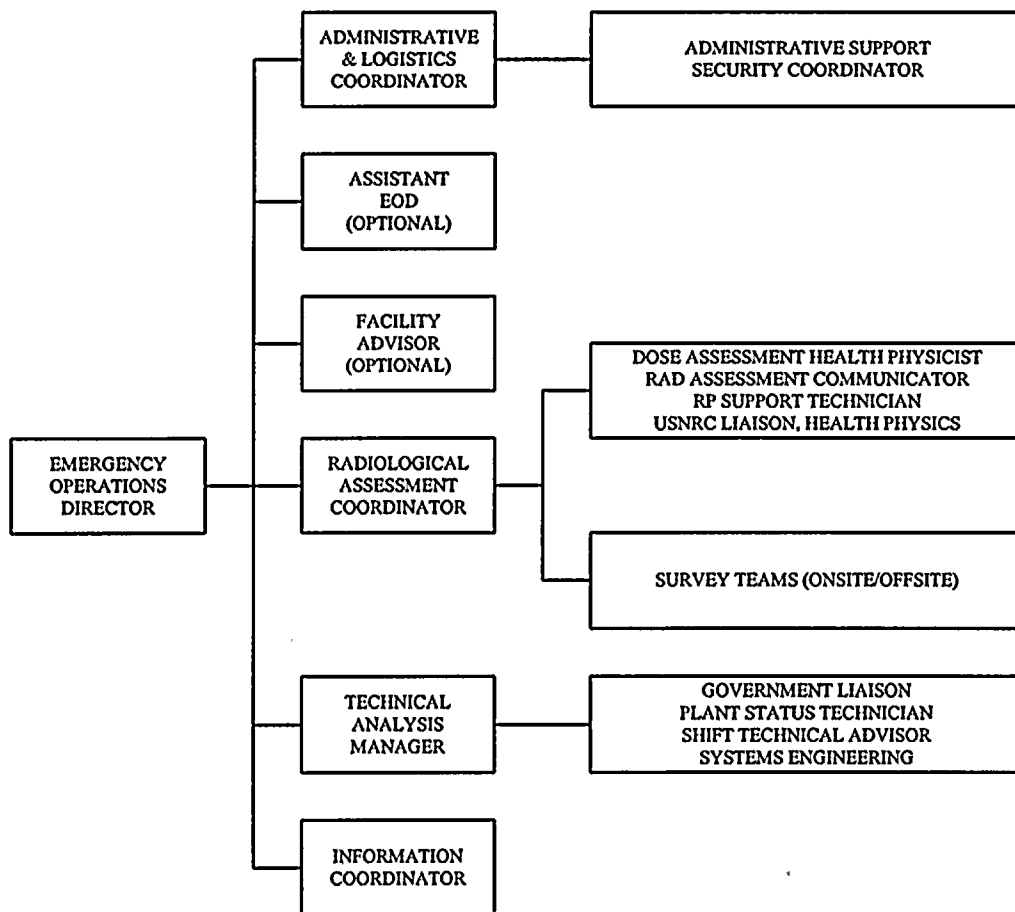 ADMINISTRATIVE
& LOGISTICS
COORDINATOR
ADMINISTRATIVE SUPPORT
SECURITY COORDINATOR
ASSISTANT
EOD
(OPTIONAL)
FACILITY
ADVISOR
(OPTIONAL)
EMERGENCY
OPERATIONS
DIRECTOR
RADIOLOGICAL
ASSESSMENT
COORDINATOR
DOSE ASSESSMENT HEALTH PHYSICIST
RAD ASSESSMENT COMMUNICATOR
RP SUPPORT TECHNICIAN
USNRC LIAISON, HEALTH PHYSICS
SURVEY TEAMS (ONSITE/OFFSITE)
TECHNICAL
ANALYSIS
MANAGER
GOVERNMENT LIAISON
PLANT STATUS TECHNICIAN
SHIFT TECHNICAL ADVISOR
SYSTEMS ENGINEERING
INFORMATION
COORDINATOR